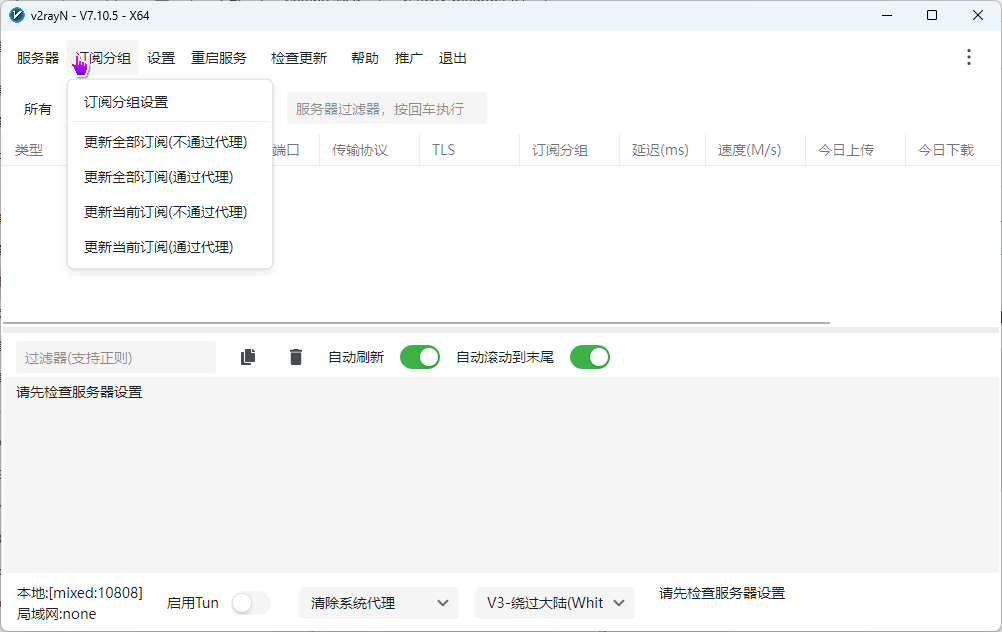 v2rayN - V7.10.5 - X64
服务器 订阅分组 设置 重启服务 检查更新 帮助 推广 退出
订阅分组设置
所有 服务器过滤器，按回车执行
更新全部订阅(不通过代理)
类型 端口 传输协议 TLS 订阅分组 延迟(ms) 速度(M/s) 今日上传 今日下载
更新全部订阅(通过代理)
更新当前订阅(不通过代理)
更新当前订阅(通过代理)
过滤器(支持正则) 自动刷新 自动滚动到末尾
请先检查服务器设置
本地:[mixed:10808] 启用Tun 清除系统代理 V3-绕过大陆(Whit 请先检查服务器设置
局域网:none